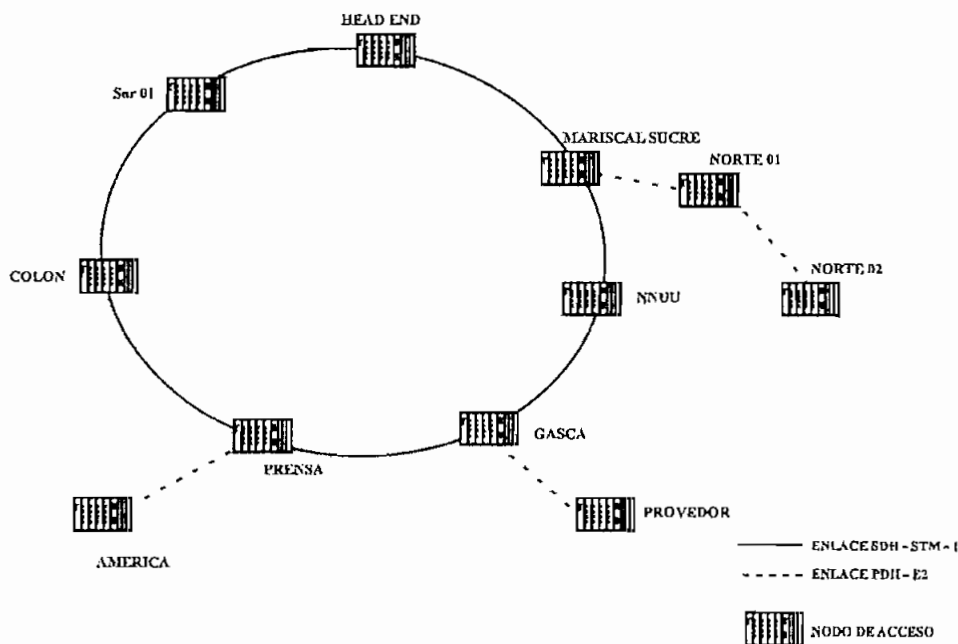 HEAD END
Sur 01
MARISCAL SUCRE
NORTE 01
COLON
NORTE 02
NNUU
GASCA
PRENSA
PROVEDOR
AMERICA
ENLACE SDH - STM - 1
ENLACE PDH - E2
NODO DE ACCESO